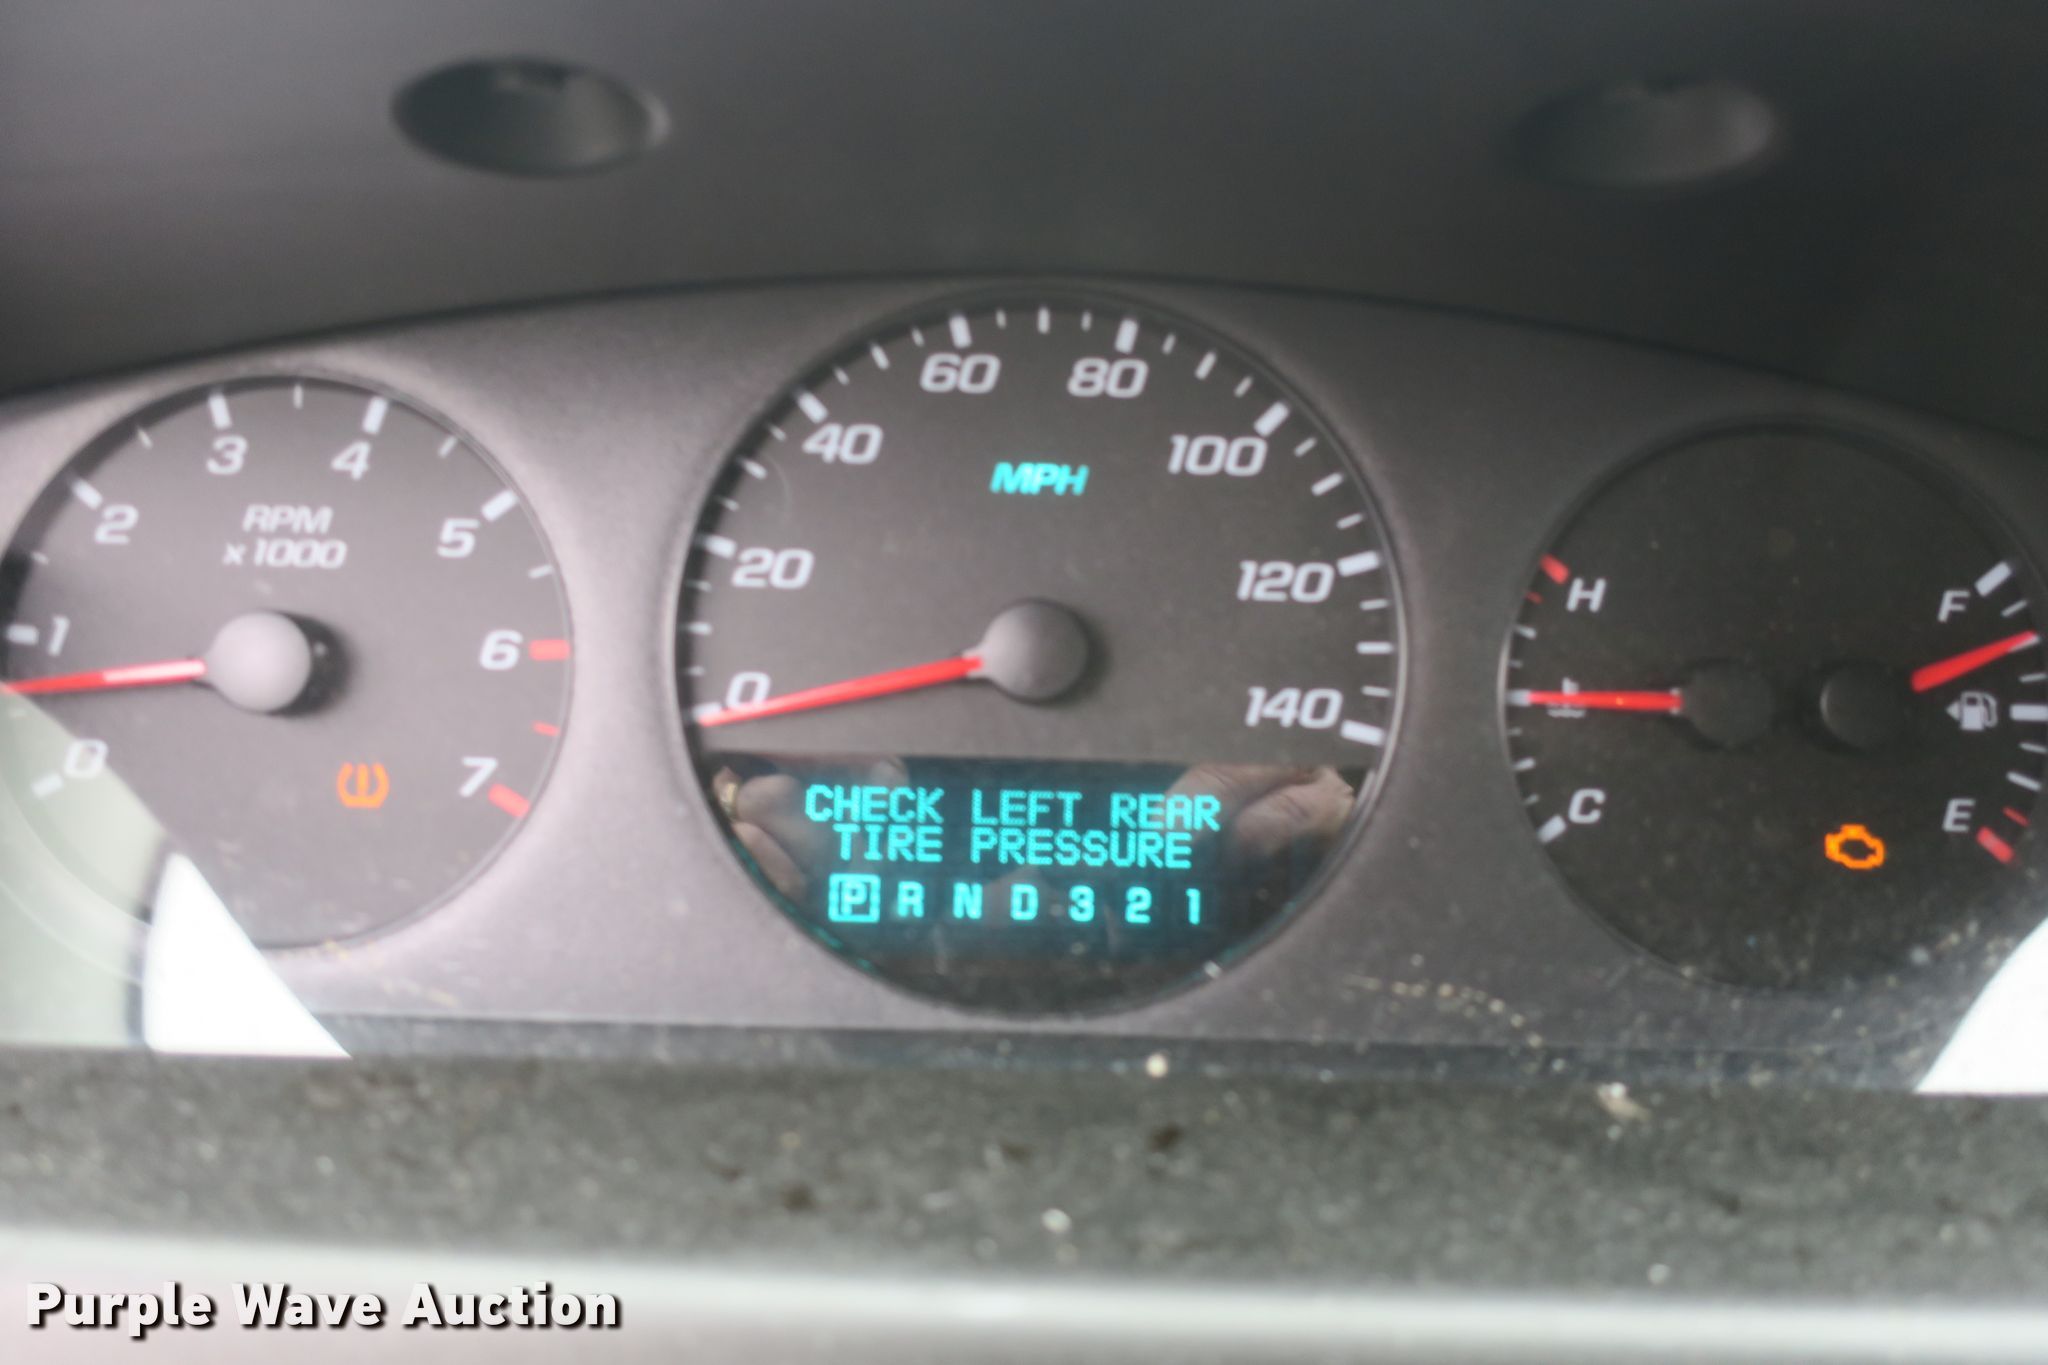 0
1
2
3
4
5
6
7
RPM
x 1000
0
20
40
60
80
100
120
140
MPH
CHECK LEFT REAR
TIRE PRESSURE
P R N D 3 2 1
H
C
F
E
Purple Wave Auction